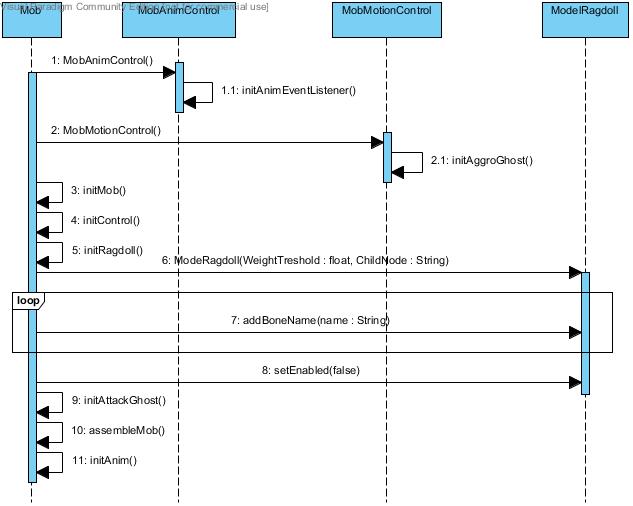 Visual Paradigm Community Edition [not for commercial use]
Mob
MobAnimControl
MobMotionControl
ModelRagdoll
1: MobAnimControl()
1.1: initAnimEventListener()
2: MobMotionControl()
2.1: initAggroGhost()
3: initMob()
4: initControl()
5: initRagdoll()
6: ModeRagdoll(WeightTreshold : float, ChildNode : String)
loop
7: addBoneName(name : String)
8: setEnabled(false)
9: initAttackGhost()
10: assembleMob()
11: initAnim()